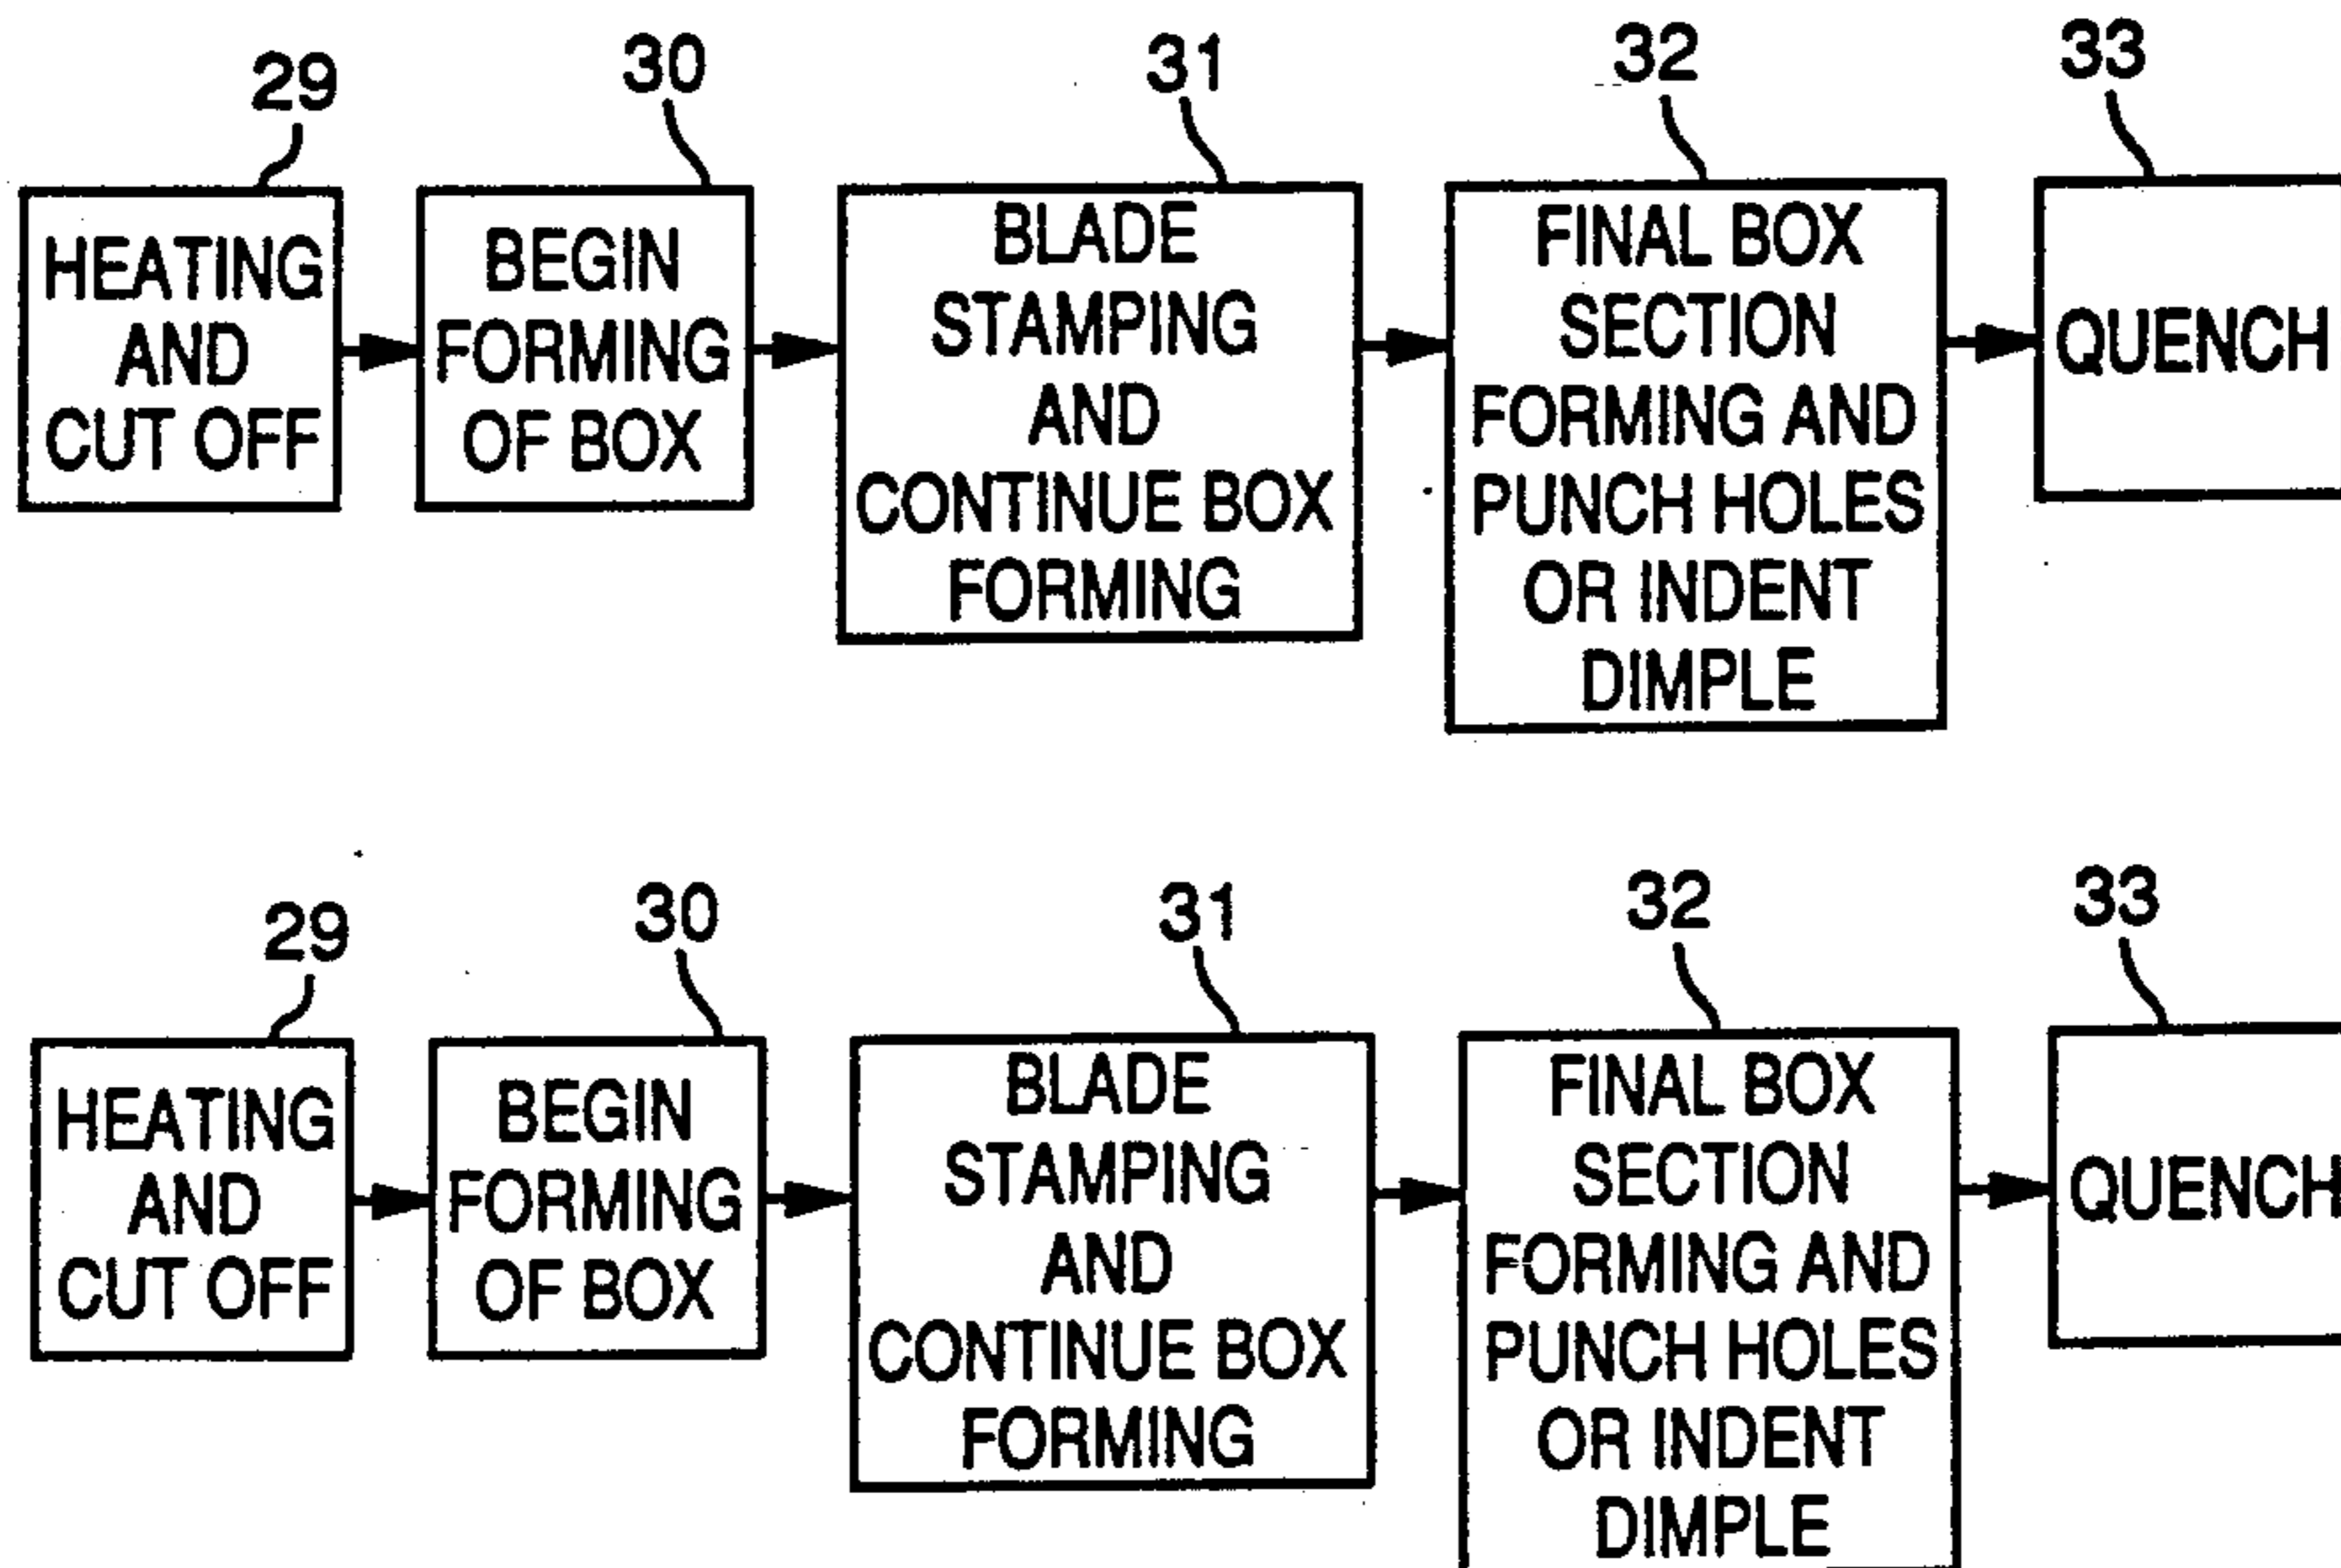 29
30
31
32
33
HEATING
AND
CUT OFF
BEGIN
FORMING
OF BOX
BLADE
STAMPING
AND
CONTINUE BOX
FORMING
FINAL BOX
SECTION
FORMING AND
PUNCH HOLES
OR INDENT
DIMPLE
QUENCH
29
30
31
32
33
HEATING
AND
CUT OFF
BEGIN
FORMING
OF BOX
BLADE
STAMPING
AND
CONTINUE BOX
FORMING
FINAL BOX
SECTION
FORMING AND
PUNCH HOLES
OR INDENT
DIMPLE
QUENCH